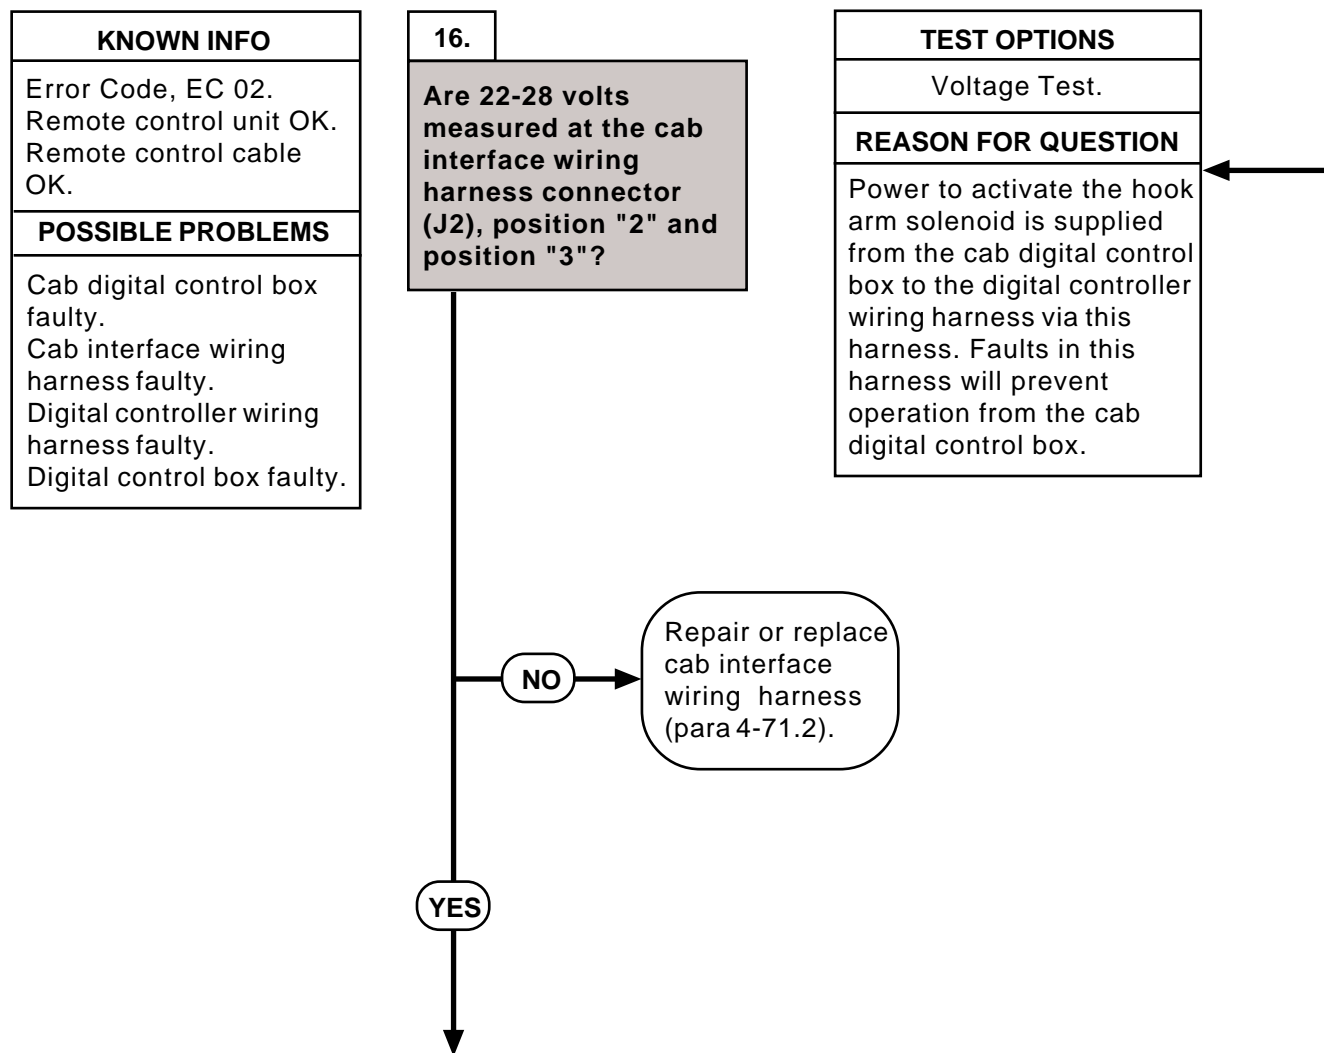 KNOWN INFO
Error Code, EC 02.
Remote control unit OK.
Remote control cable
OK.
POSSIBLE PROBLEMS
Cab digital control box
faulty.
Cab interface wiring
harness faulty.
Digital controller wiring
harness faulty.
Digital control box faulty.
16.
Are 22-28 volts
measured at the cab
interface wiring
harness connector
(J2), position "2" and
position "3"?
TEST OPTIONS
Voltage Test.
REASON FOR QUESTION
Power to activate the hook
arm solenoid is supplied
from the cab digital control
box to the digital controller
wiring harness via this
harness. Faults in this
harness will prevent
operation from the cab
digital control box.
NO
Repair or replace
cab interface
wiring harness
(para 4-71.2).
YES